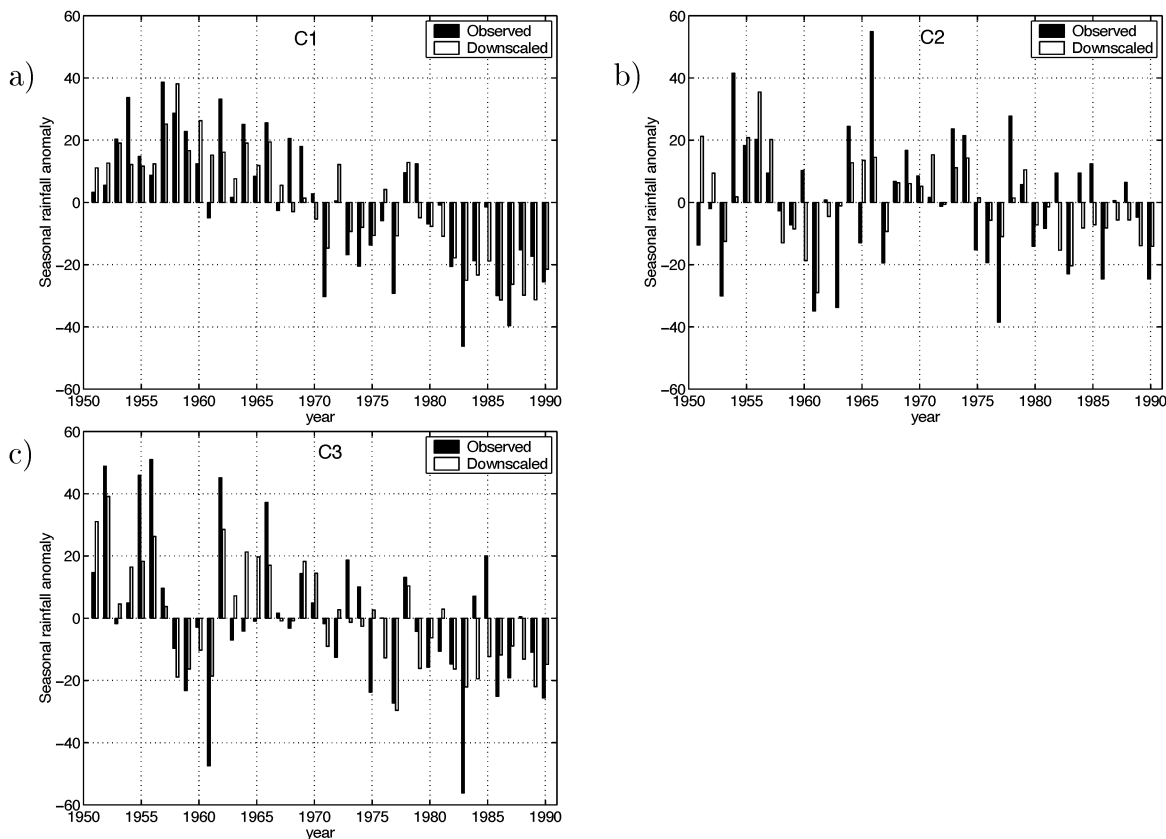 a)
C1
Observed
Downscaled
Seasonal rainfall anomaly
60
40
20
0
−20
−40
−60
1950 1955 1960 1965 1970 1975 1980 1985 1990
year
b)
C2
Observed
Downscaled
Seasonal rainfall anomaly
60
40
20
0
−20
−40
−60
1950 1955 1960 1965 1970 1975 1980 1985 1990
year
c)
C3
Observed
Downscaled
Seasonal rainfall anomaly
60
40
20
0
−20
−40
−60
1950 1955 1960 1965 1970 1975 1980 1985 1990
year